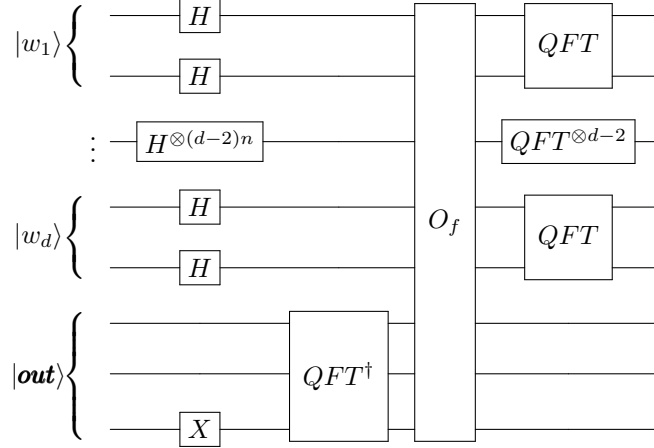 |w₁⟩ H QFT
H
⋮ H^{⊗(d−2)n} QFT^{⊗d−2}
|w_d⟩ H O_f QFT
H
|out⟩ QFT^†
X